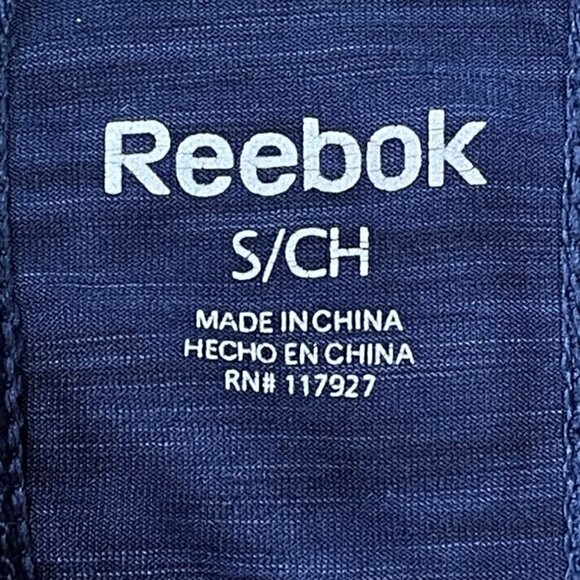 Reebok
S/CH
MADE IN CHINA
HECHO EN CHINA
RN# 117927